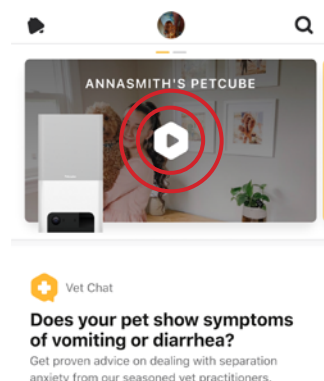 ANNASMITH'S PETCUBE
Vet Chat
Does your pet show symptoms
of vomiting or diarrhea?
Get proven advice on dealing with separation
anxiety from our seasoned vet practitioners.